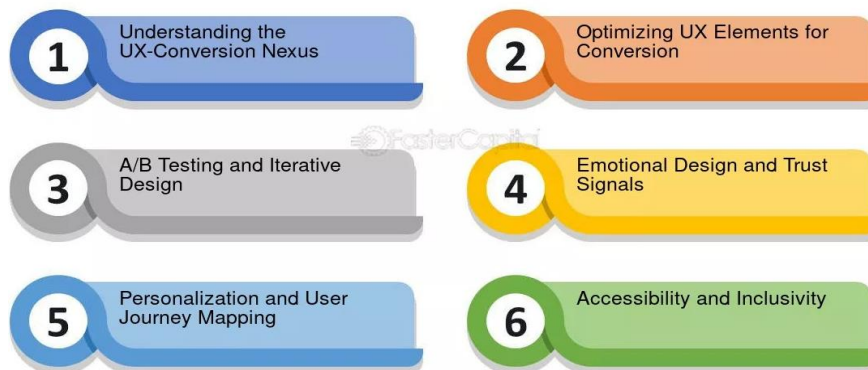 1
Understanding the
UX-Conversion Nexus
2
Optimizing UX Elements for
Conversion
FasterCapital
3
A/B Testing and Iterative
Design
4
Emotional Design and Trust
Signals
5
Personalization and User
Journey Mapping
6
Accessibility and Inclusivity